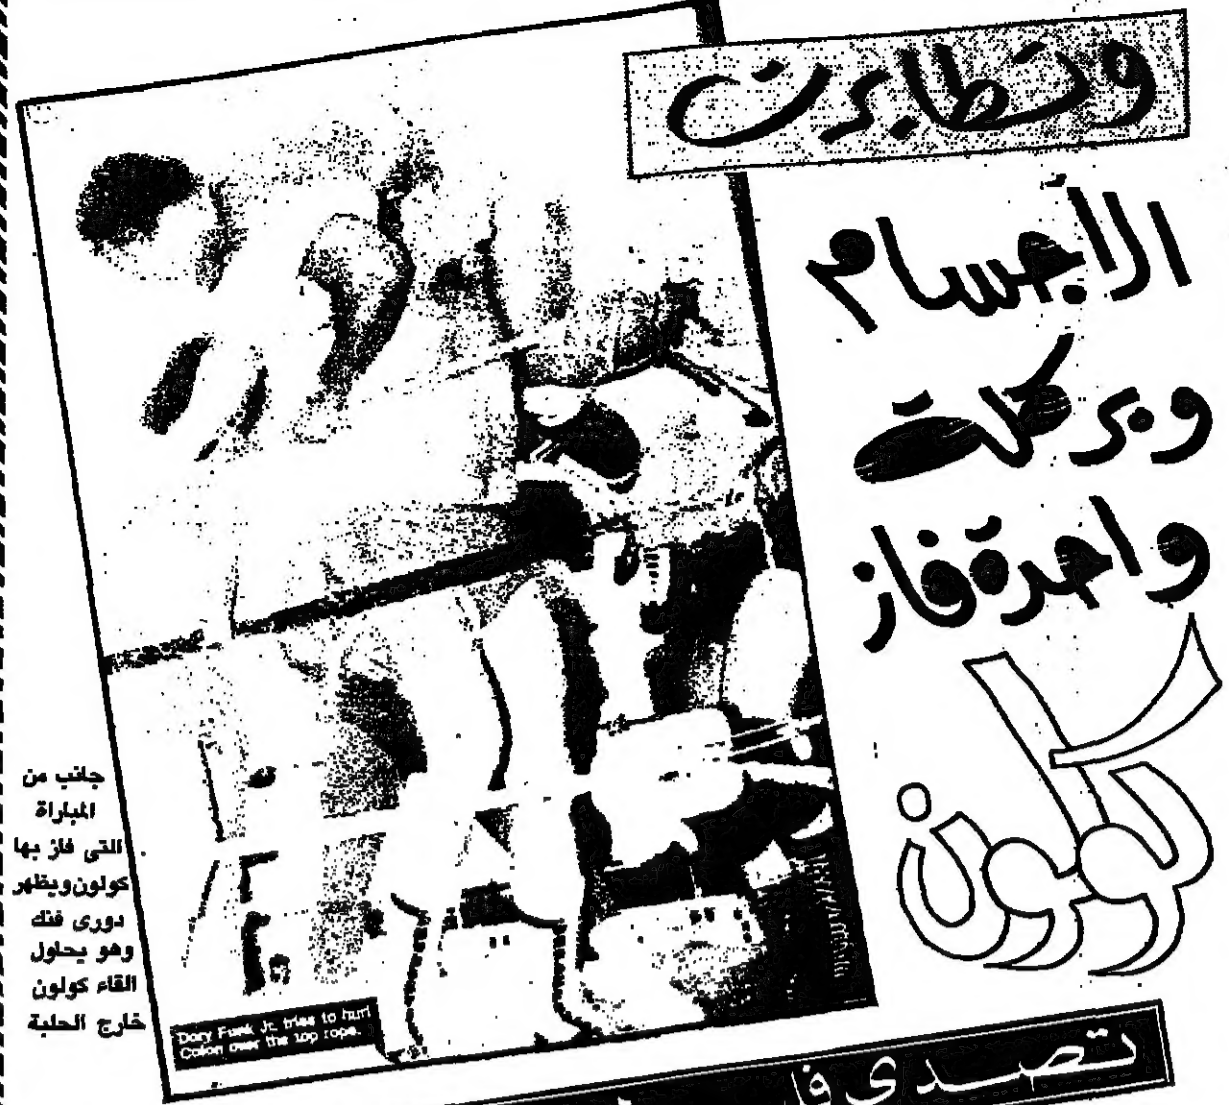 وتطايرت
الأجسام
وبركلة
واحدة فاز
كولون
جانب من
المباراة
التى فاز بها
كولون ويظهر
دورى فنك
وهو يحاول
القاء كولون
خارج الحلبة
Dory Funk Jr. tries to hurl
Colon over the top rope.
تصدى